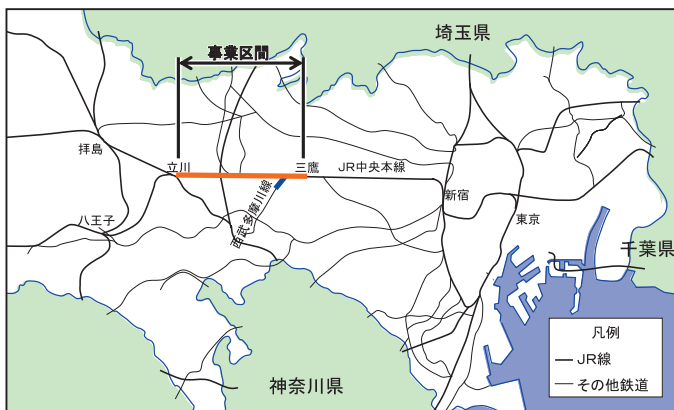 埼玉県
事業区間
拝島
立川
三鷹
JR中央本線
新宿
八王子
西武多摩川線
東京
千葉県
神奈川県
凡例
JR線
その他鉄道